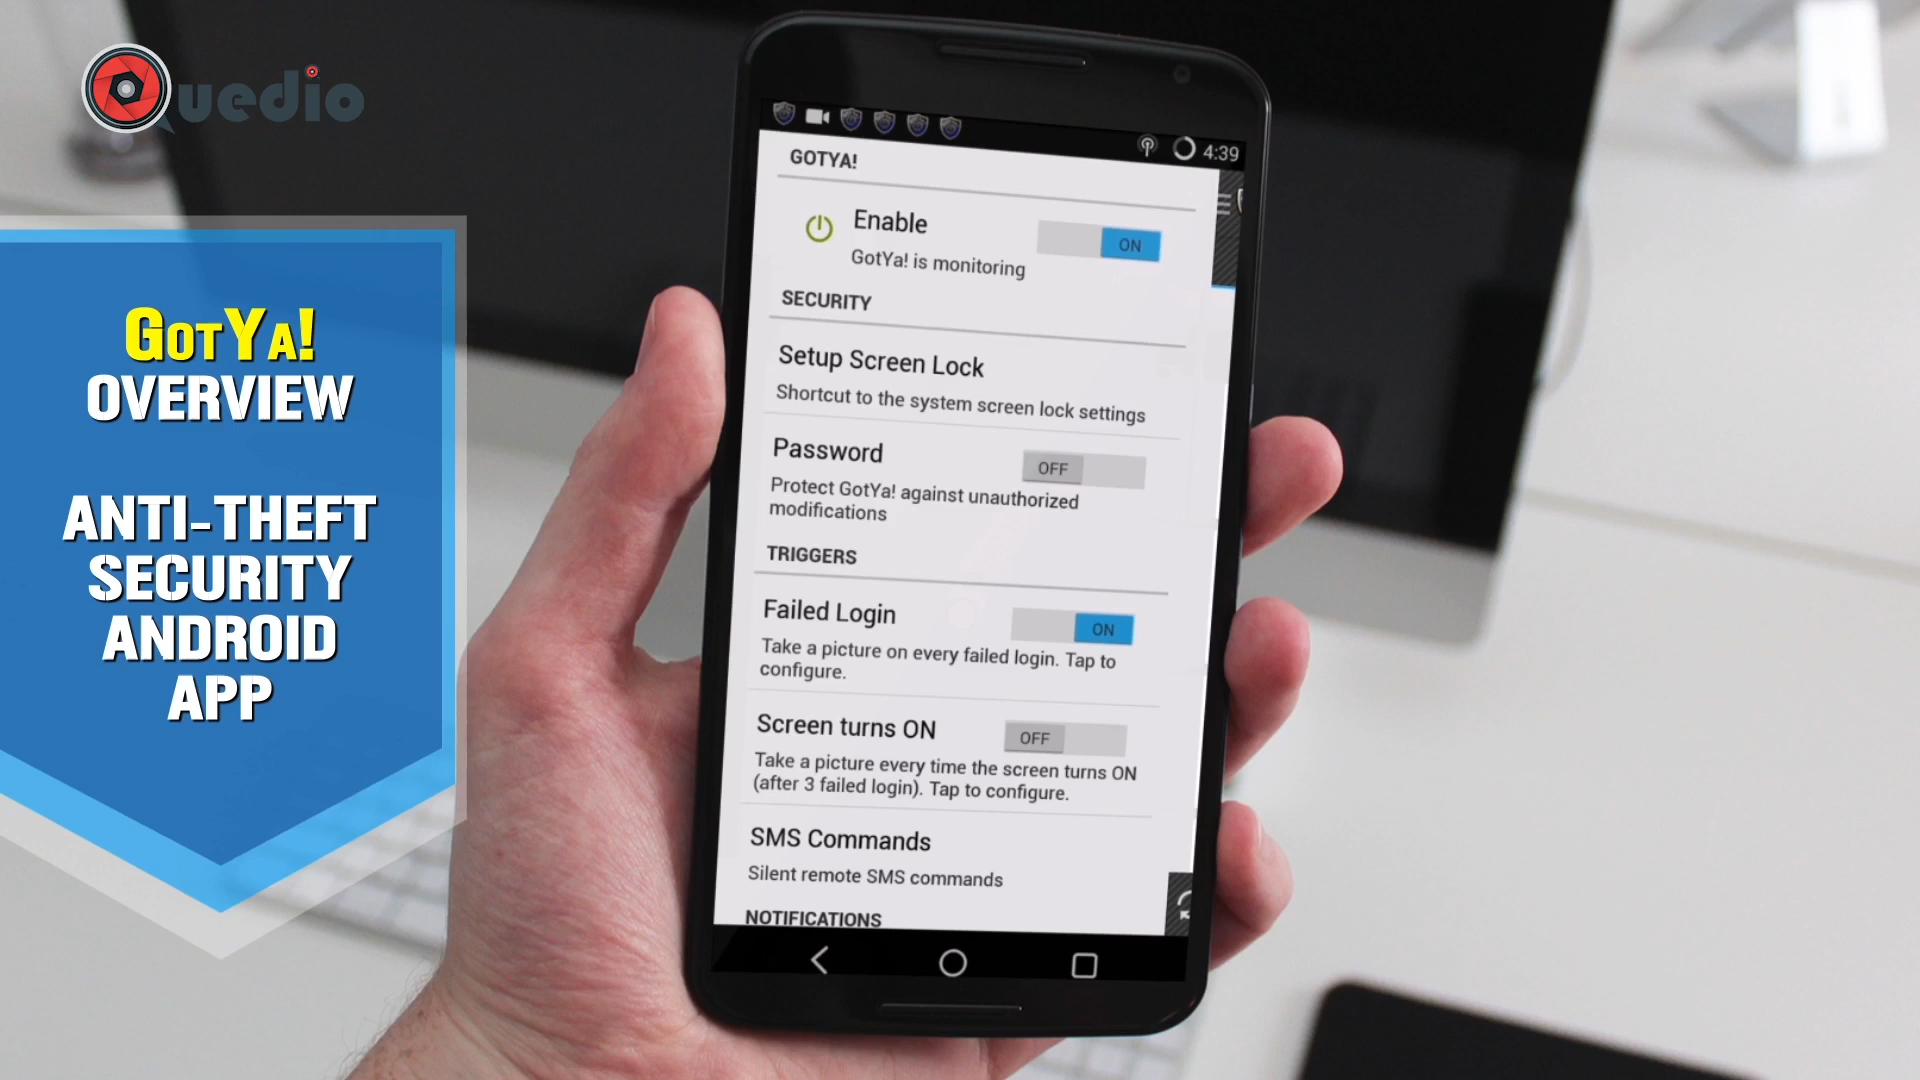 Quedio
GotYa!
OVERVIEW
ANTI-THEFT
SECURITY
ANDROID
APP
4:39
GOTYA!
Enable
ON
GotYa! is monitoring
SECURITY
Setup Screen Lock
Shortcut to the system screen lock settings
Password
OFF
Protect GotYa! against unauthorized
modifications
TRIGGERS
Failed Login
ON
Take a picture on every failed login. Tap to
configure.
Screen turns ON
OFF
Take a picture every time the screen turns ON
(after 3 failed login). Tap to configure.
SMS Commands
Silent remote SMS commands
NOTIFICATIONS